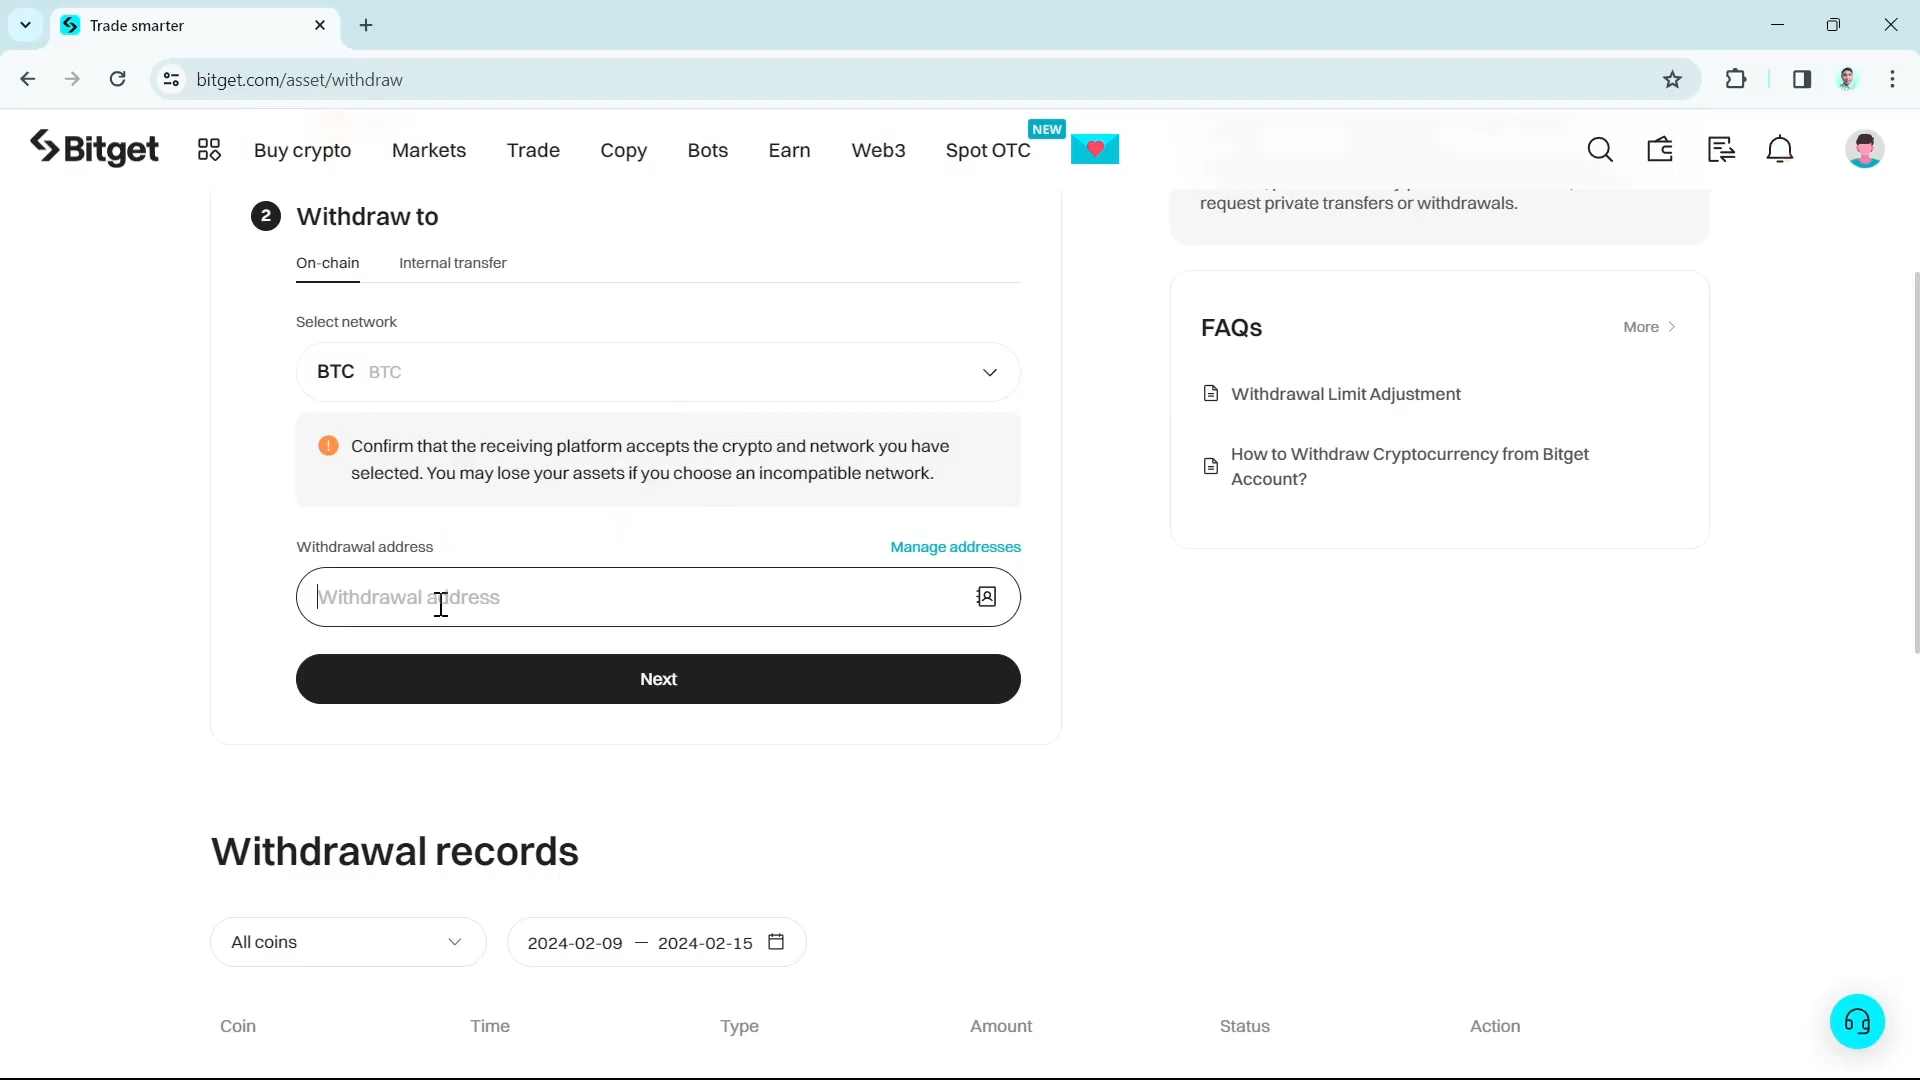 Trade smarter
bitget.com/asset/withdraw
Bitget
Buy crypto
Markets
Trade
Copy
Bots
Earn
Web3
Spot OTC
NEW
2 Withdraw to
On-chain
Internal transfer
Select network
BTC BTC
Confirm that the receiving platform accepts the crypto and network you have
selected. You may lose your assets if you choose an incompatible network.
Withdrawal address
Manage addresses
Withdrawal address
Next
request private transfers or withdrawals.
FAQs
More
Withdrawal Limit Adjustment
How to Withdraw Cryptocurrency from Bitget
Account?
Withdrawal records
All coins
2024-02-09 — 2024-02-15
Coin
Time
Type
Amount
Status
Action